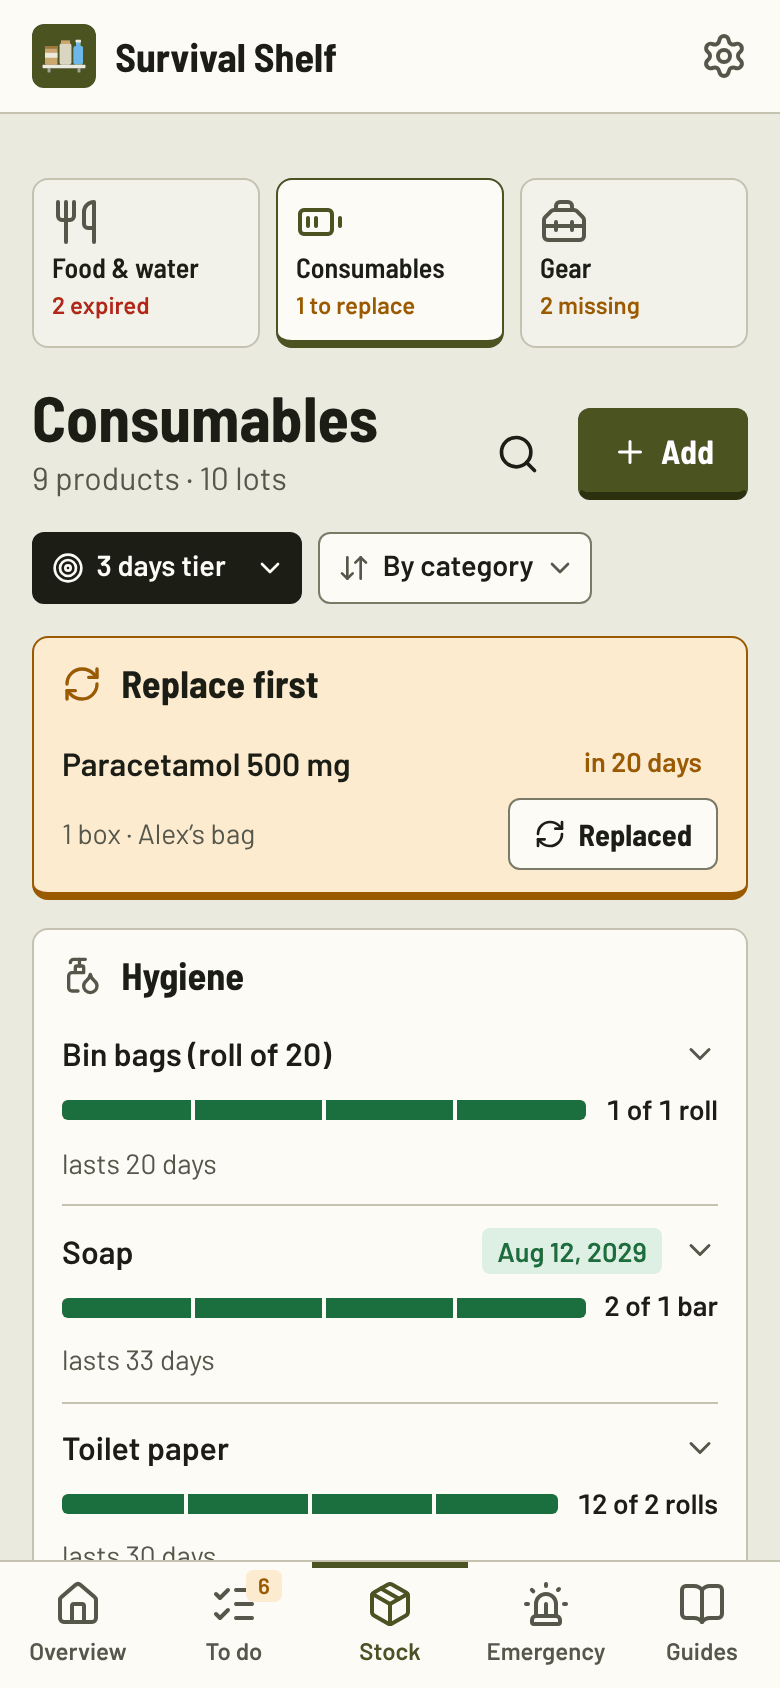 Survival Shelf
Food & water
2 expired
Consumables
1 to replace
Gear
2 missing
Consumables
9 products · 10 lots
Add
3 days tier
By category
Replace first
Paracetamol 500 mg
in 20 days
1 box · Alex’s bag
Replaced
Hygiene
Bin bags (roll of 20)
1 of 1 roll
lasts 20 days
Soap
Aug 12, 2029
2 of 1 bar
lasts 33 days
Toilet paper
12 of 2 rolls
lasts 30 days
6
Overview
To do
Stock
Emergency
Guides